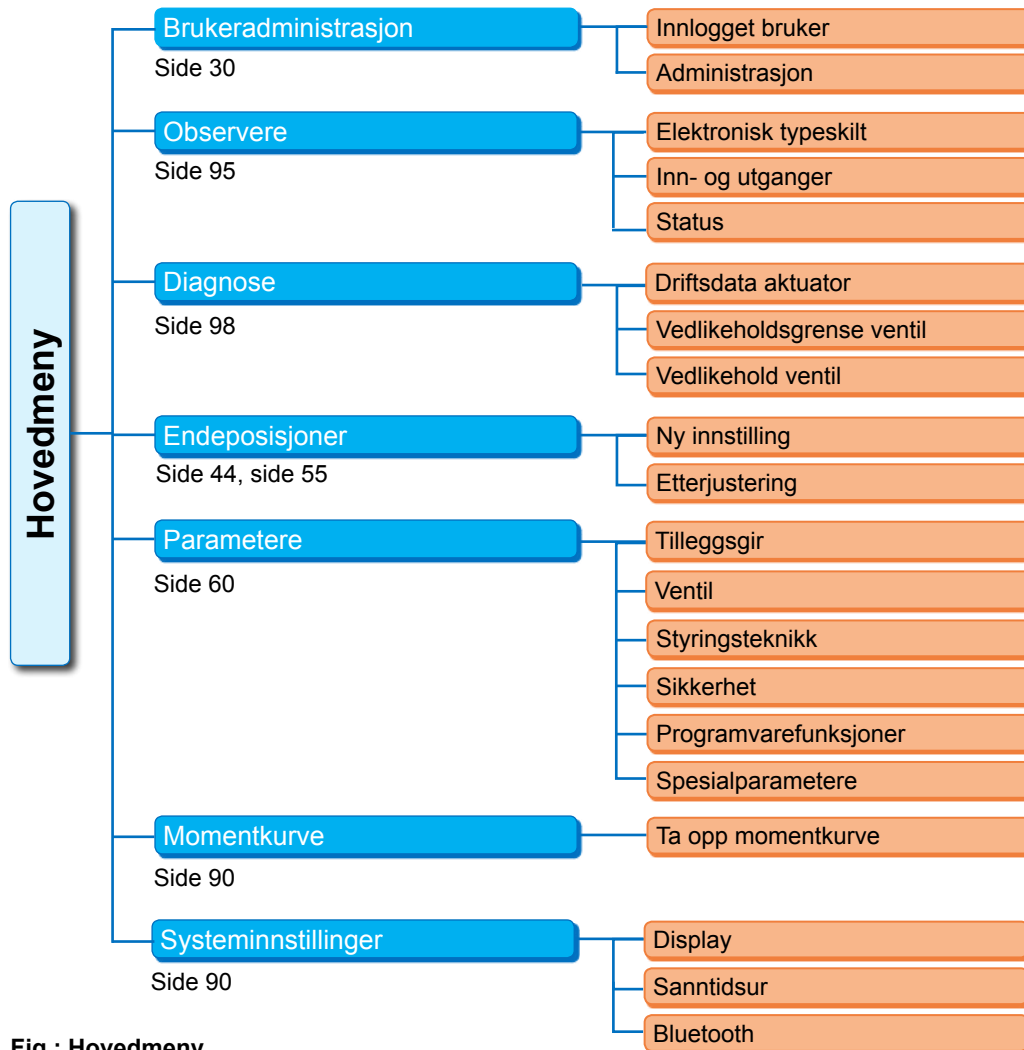 Hovedmeny
Brukeradministrasjon
Side 30
Innlogget bruker
Administrasjon
Observere
Side 95
Elektronisk typeskilt
Inn- og utganger
Status
Diagnose
Side 98
Driftsdata aktuator
Vedlikeholdsgrense ventil
Vedlikehold ventil
Endeposisjoner
Side 44, side 55
Ny innstilling
Etterjustering
Parametere
Side 60
Tilleggsgir
Ventil
Styringsteknikk
Sikkerhet
Programvarefunksjoner
Spesialparametere
Momentkurve
Side 90
Ta opp momentkurve
Systeminnstillinger
Side 90
Display
Sanntidsur
Bluetooth
Fig.: Hovedmeny